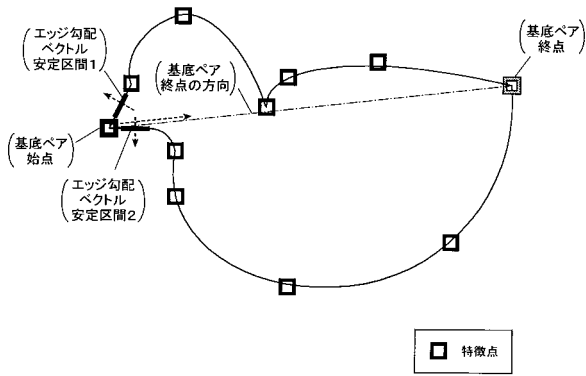 エッジ勾配
ベクトル
安定区間1
基底ペア
終点の方向
基底ペア
終点
基底ペア
始点
エッジ勾配
ベクトル
安定区間2
特徴点